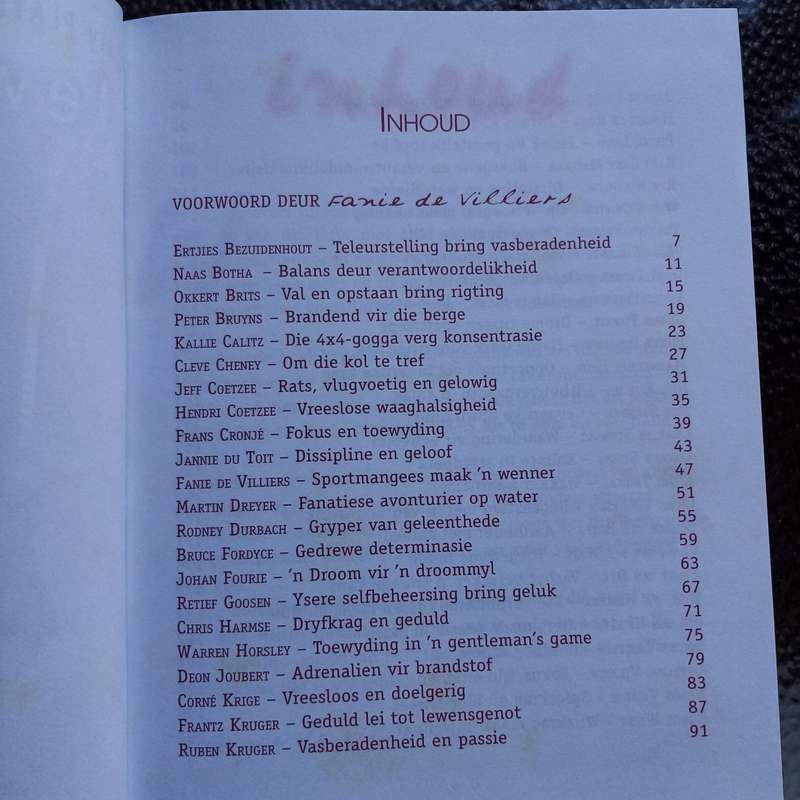 INHOUD
VOORWOORD DEUR Fanie de Villiers
ERTJIES BEZUIDENHOUT – Teleurstelling bring vasberadenheid 7
NAAS BOTHA – Balans deur verantwoordelikheid 11
OKKERT BRITS – Val en opstaan bring rigting 15
PETER BRUYNS – Brandend vir die berge 19
KALLIE CALITZ – Die 4x4-gogga verg konsentrasie 23
CLEVE CHENEY – Om die kol te tref 27
JEFF COETZEE – Rats, vlugvoetig en gelowig 31
HENDRI COETZEE – Vreeslose waaghalsigheid 35
FRANS CRONJÉ – Fokus en toewyding 39
JANNIE DU TOIT – Dissipline en geloof 43
FANIE DE VILLIERS – Sportmangees maak 'n wenner 47
MARTIN DREYER – Fanatiese avonturier op water 51
RODNEY DURBACH – Gryper van geleenthede 55
BRUCE FORDYCE – Gedrewe determinasie 59
JOHAN FOURIE – 'n Droom vir 'n droommyl 63
RETIEF GOOSEN – Ysere selfbeheersing bring geluk 67
CHRIS HARMSE – Dryfkrag en geduld 71
WARREN HORSLEY – Toewyding in 'n gentleman's game 75
DEON JOUBERT – Adrenalien vir brandstof 79
CORNÉ KRIGE – Vreesloos en doelgerig 83
FRANTZ KRUGER – Geduld lei tot lewensgenot 87
RUBEN KRUGER – Vasberadenheid en passie 91